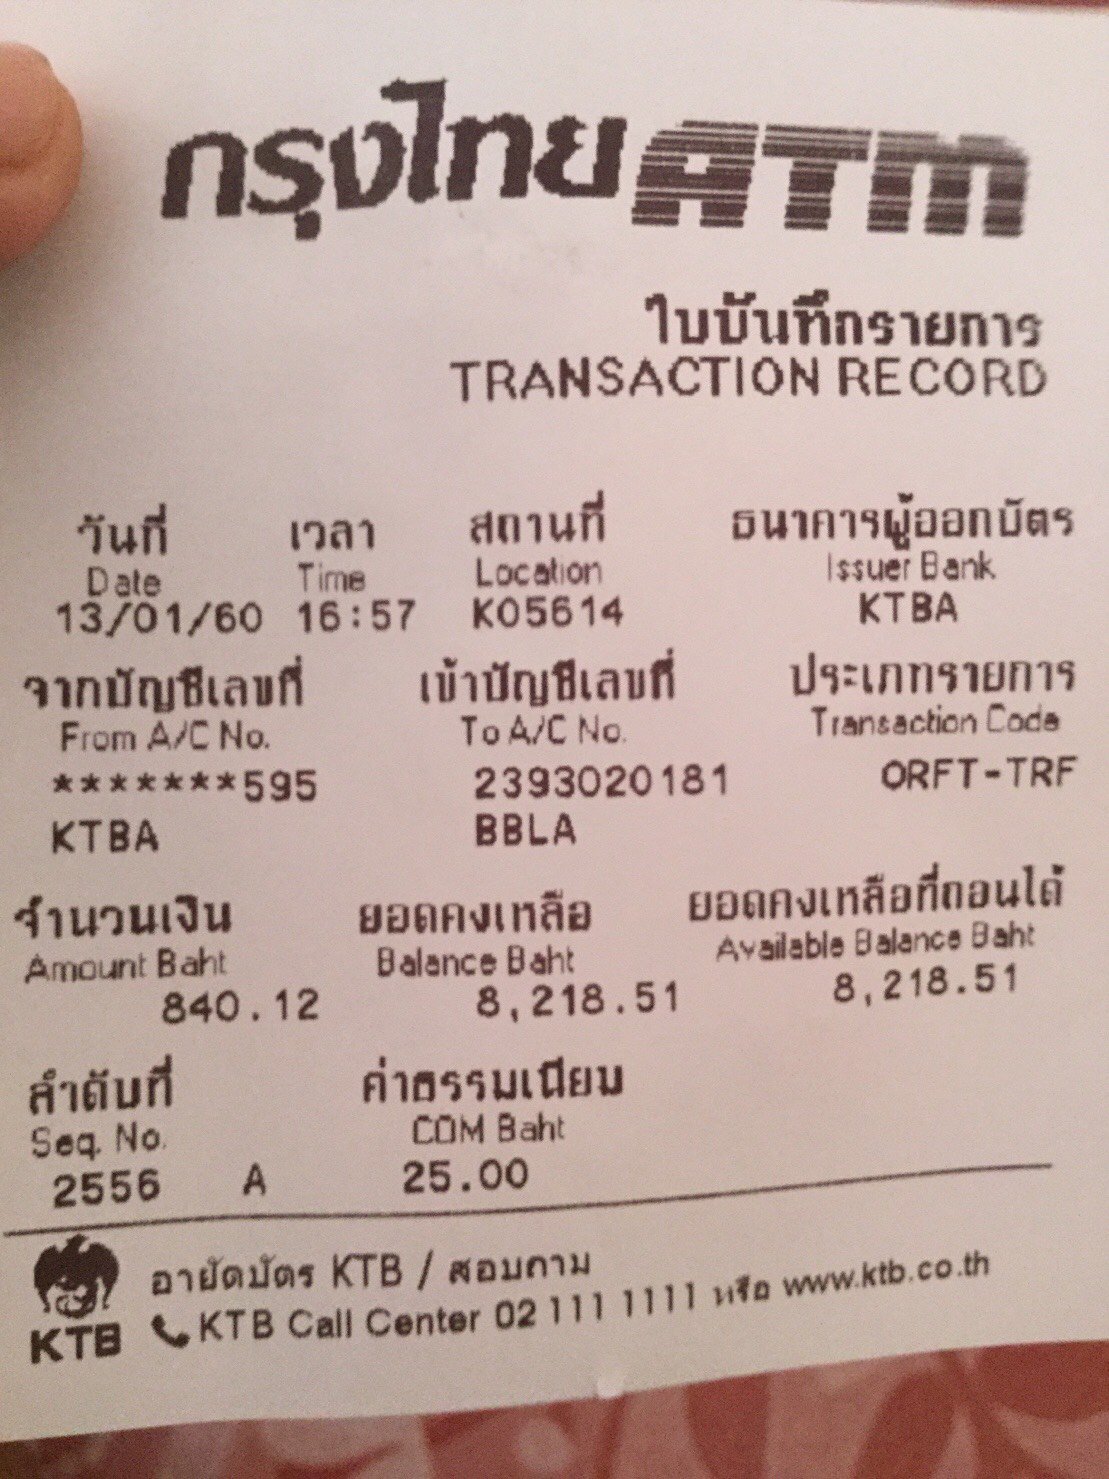 กรุงไทย ATM
ใบบันทึกรายการ
TRANSACTION RECORD
วันที่ เวลา สถานที่ ธนาคารผู้ออกบัตร
Date Time Location Issuer Bank
13/01/60 16:57 K05614 KTBA
จากบัญชีเลขที่ เข้าบัญชีเลขที่ ประเภทรายการ
From A/C No. To A/C No. Transaction Code
*******595 2393020181 ORFT-TRF
KTBA BBLA
จำนวนเงิน ยอดคงเหลือ ยอดคงเหลือที่ถอนได้
Amount Baht Balance Baht Available Balance Baht
840.12 8,218.51 8,218.51
ลำดับที่ ค่าธรรมเนียม
Seq. No. COM Baht
2556 A 25.00
อายัดบัตร KTB / สอบถาม
KTB KTB Call Center 02 111 1111 หรือ www.ktb.co.th